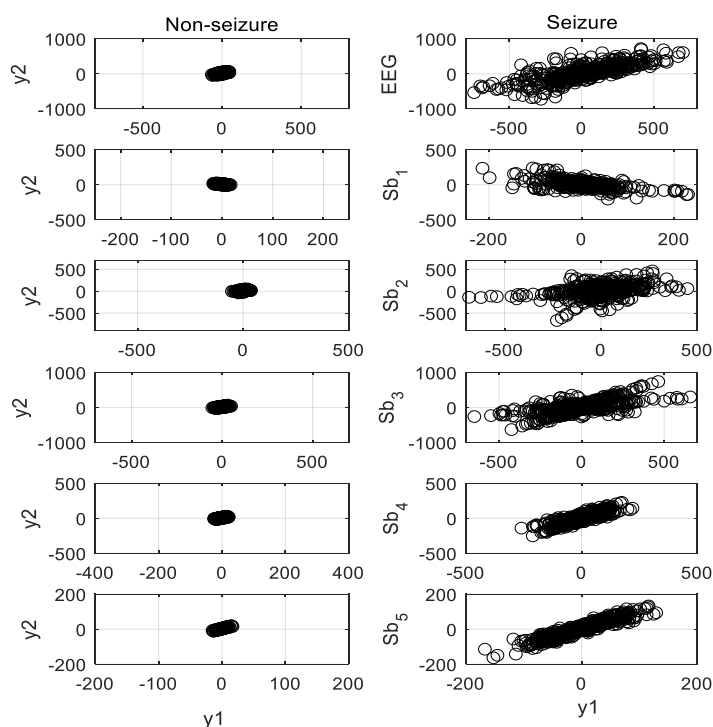 Non-seizure Seizure
y2 1000 0 -1000 -500 0 500
EEG 1000 0 -1000 -500 0 500
y2 500 0 -500 -200 -100 0 100 200
Sb1 500 0 -500 -200 0 200
y2 500 0 -500 -500 0 500
Sb2 500 0 -500 -500 0 500
y2 1000 0 -1000 -500 0 500
Sb3 1000 0 -1000 -500 0 500
y2 500 0 -500 -400 -200 0 200 400
Sb4 500 0 -500 -500 0 500
y2 200 0 -200 -200 -100 0 100 200
Sb5 200 0 -200 -200 -100 0 100 200
y1 y1